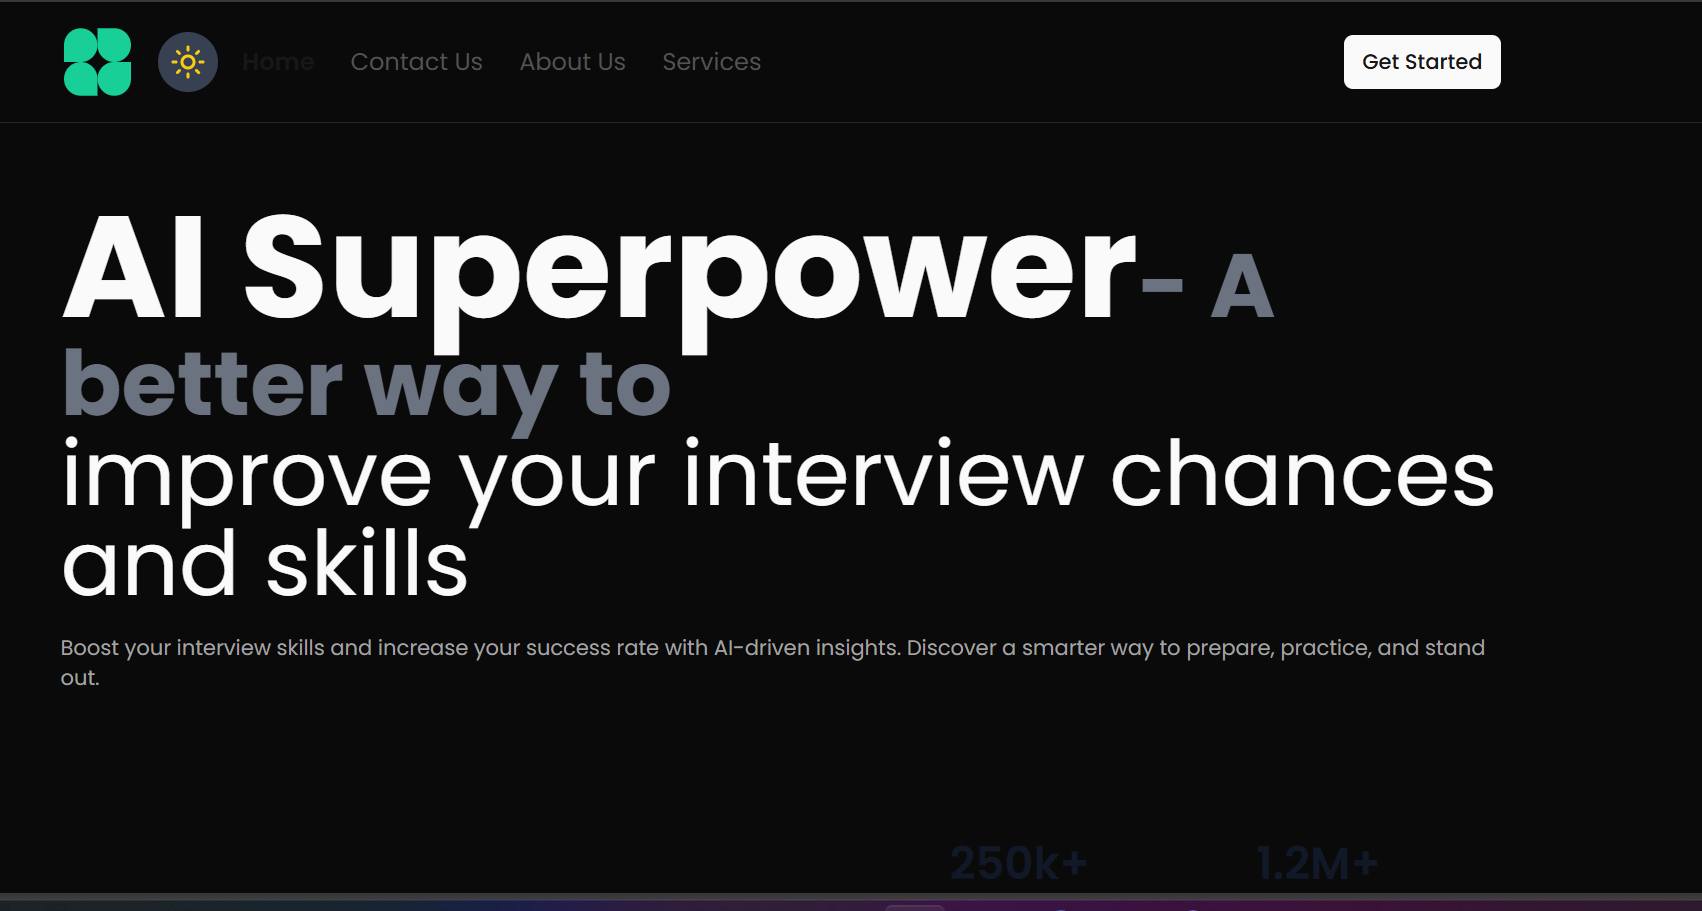 Home Contact Us About Us Services Get Started
AI Superpower- A
better way to
improve your interview chances
and skills
Boost your interview skills and increase your success rate with AI-driven insights. Discover a smarter way to prepare, practice, and stand
out.
250k+ 1.2M+